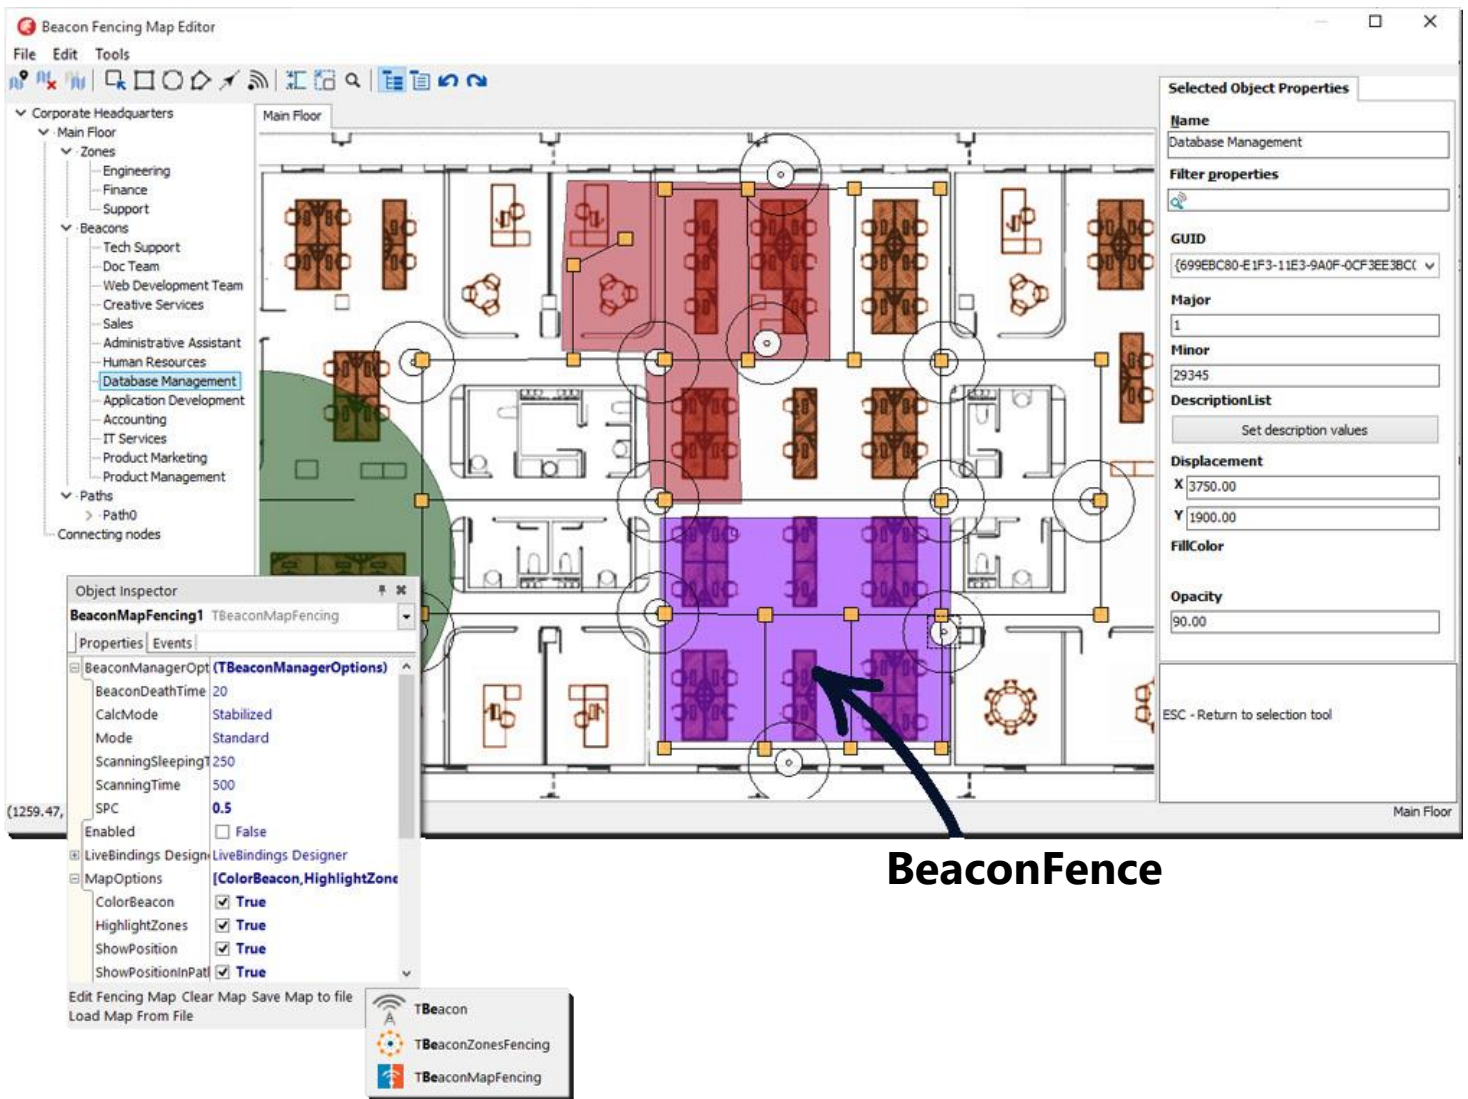 Beacon Fencing Map Editor
File Edit Tools
Corporate Headquarters
Main Floor
Zones
Engineering
Finance
Support
Beacons
Tech Support
Doc Team
Web Development Team
Creative Services
Sales
Administrative Assistant
Human Resources
Database Management
Application Development
Accounting
IT Services
Product Marketing
Product Management
Paths
Path0
Connecting nodes
(1259.47,
Main Floor
Selected Object Properties
Name
Database Management
Filter properties
GUID
{699EBC80-E1F3-11E3-9A0F-0CF3EE3BC(
Major
1
Minor
29345
DescriptionList
Set description values
Displacement
X 3750.00
Y 1900.00
FillColor
Opacity
90.00
ESC - Return to selection tool
Main Floor
Object Inspector
BeaconMapFencing1 TBeaconMapFencing
Properties Events
BeaconManagerOpt (TBeaconManagerOptions)
BeaconDeathTime 20
CalcMode Stabilized
Mode Standard
ScanningSleepingT 250
ScanningTime 500
SPC 0.5
Enabled False
LiveBindings Design LiveBindings Designer
MapOptions [ColorBeacon,HighlightZone
ColorBeacon True
HighlightZones True
ShowPosition True
ShowPositionInPat True
Edit Fencing Map Clear Map Save Map to file
Load Map From File
TBeacon
TBeaconZonesFencing
TBeaconMapFencing
BeaconFence